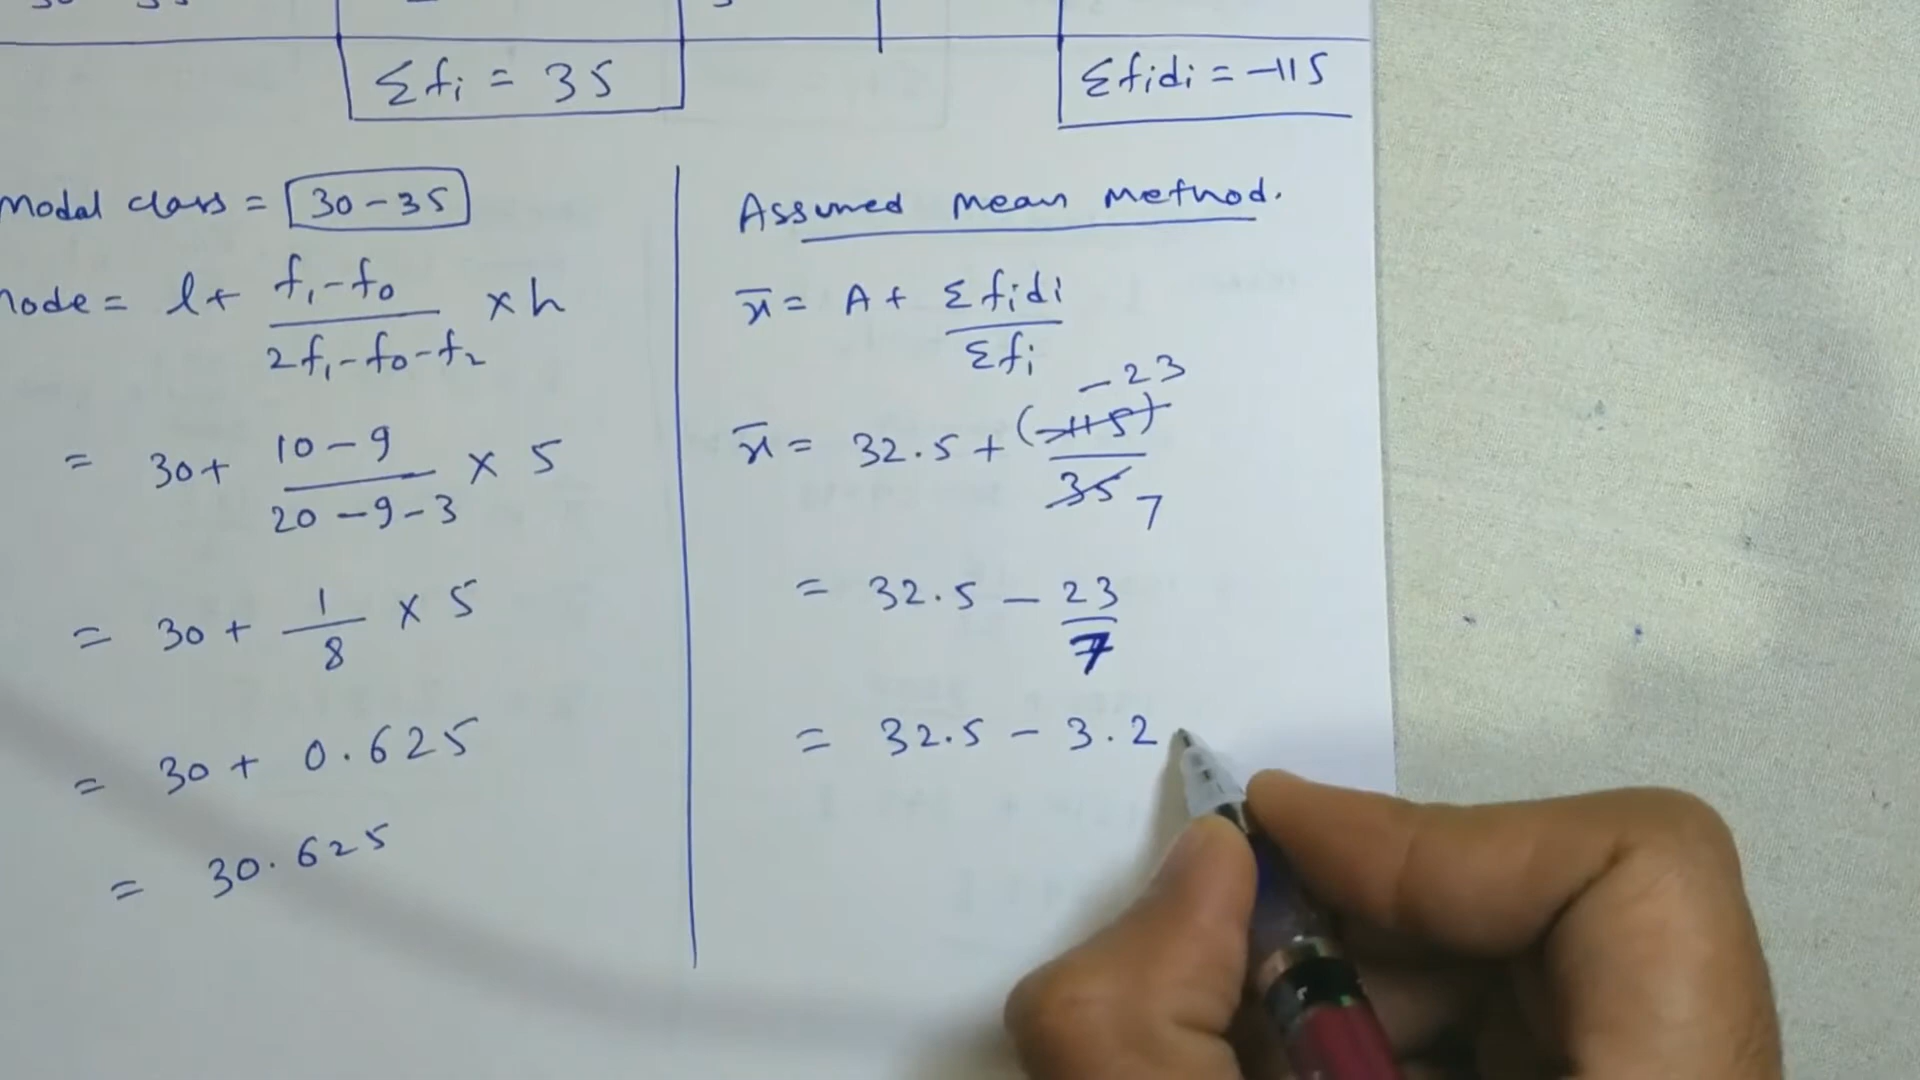 Σfi = 35
Σfidi = -115
Modal class = 30-35
mode = l + (f₁-f₀)/(2f₁-f₀-f₂) × h
= 30 + (10-9)/(20-9-3) × 5
= 30 + 1/8 × 5
= 30 + 0.625
= 30.625
Assumed mean method.
x̄ = A + Σfidi/Σfi
-23
x̄ = 32.5 + (-115)/35
7
= 32.5 - 23/7
= 32.5 - 3.2